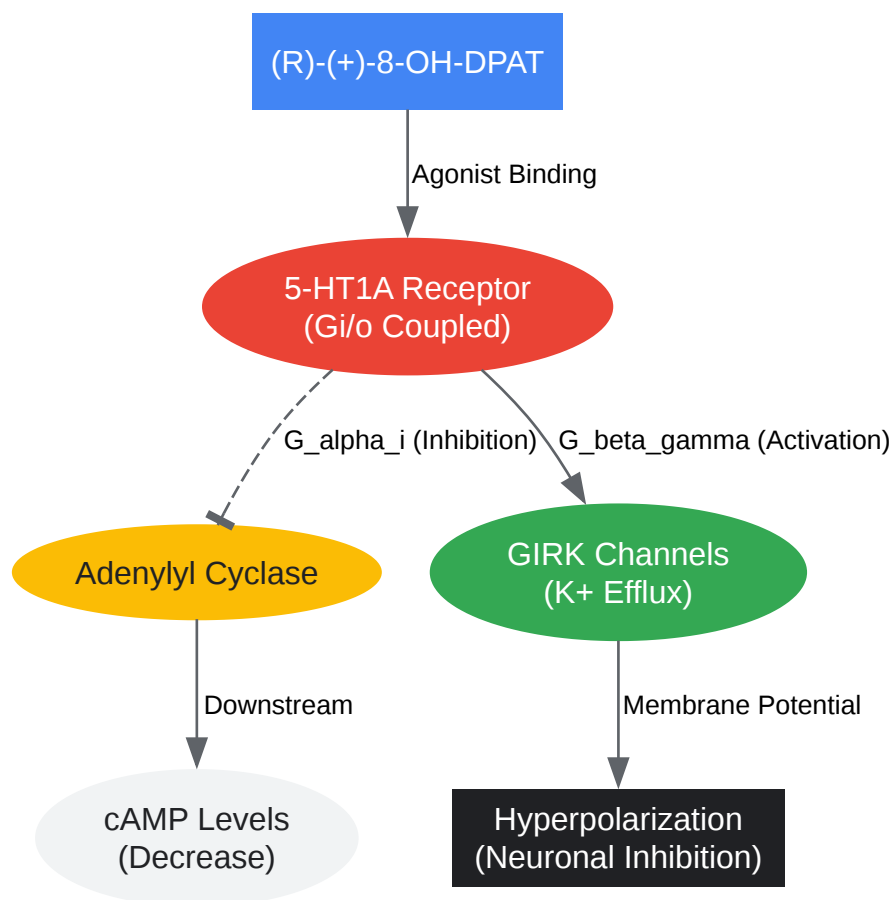 (R)-(+)-8-OH-DPAT
Agonist Binding
5-HT1A Receptor
(Gi/o Coupled)
G_alpha_i (Inhibition)
G_beta_gamma (Activation)
Adenylyl Cyclase
GIRK Channels
(K+ Efflux)
Downstream
Membrane Potential
cAMP Levels
(Decrease)
Hyperpolarization
(Neuronal Inhibition)